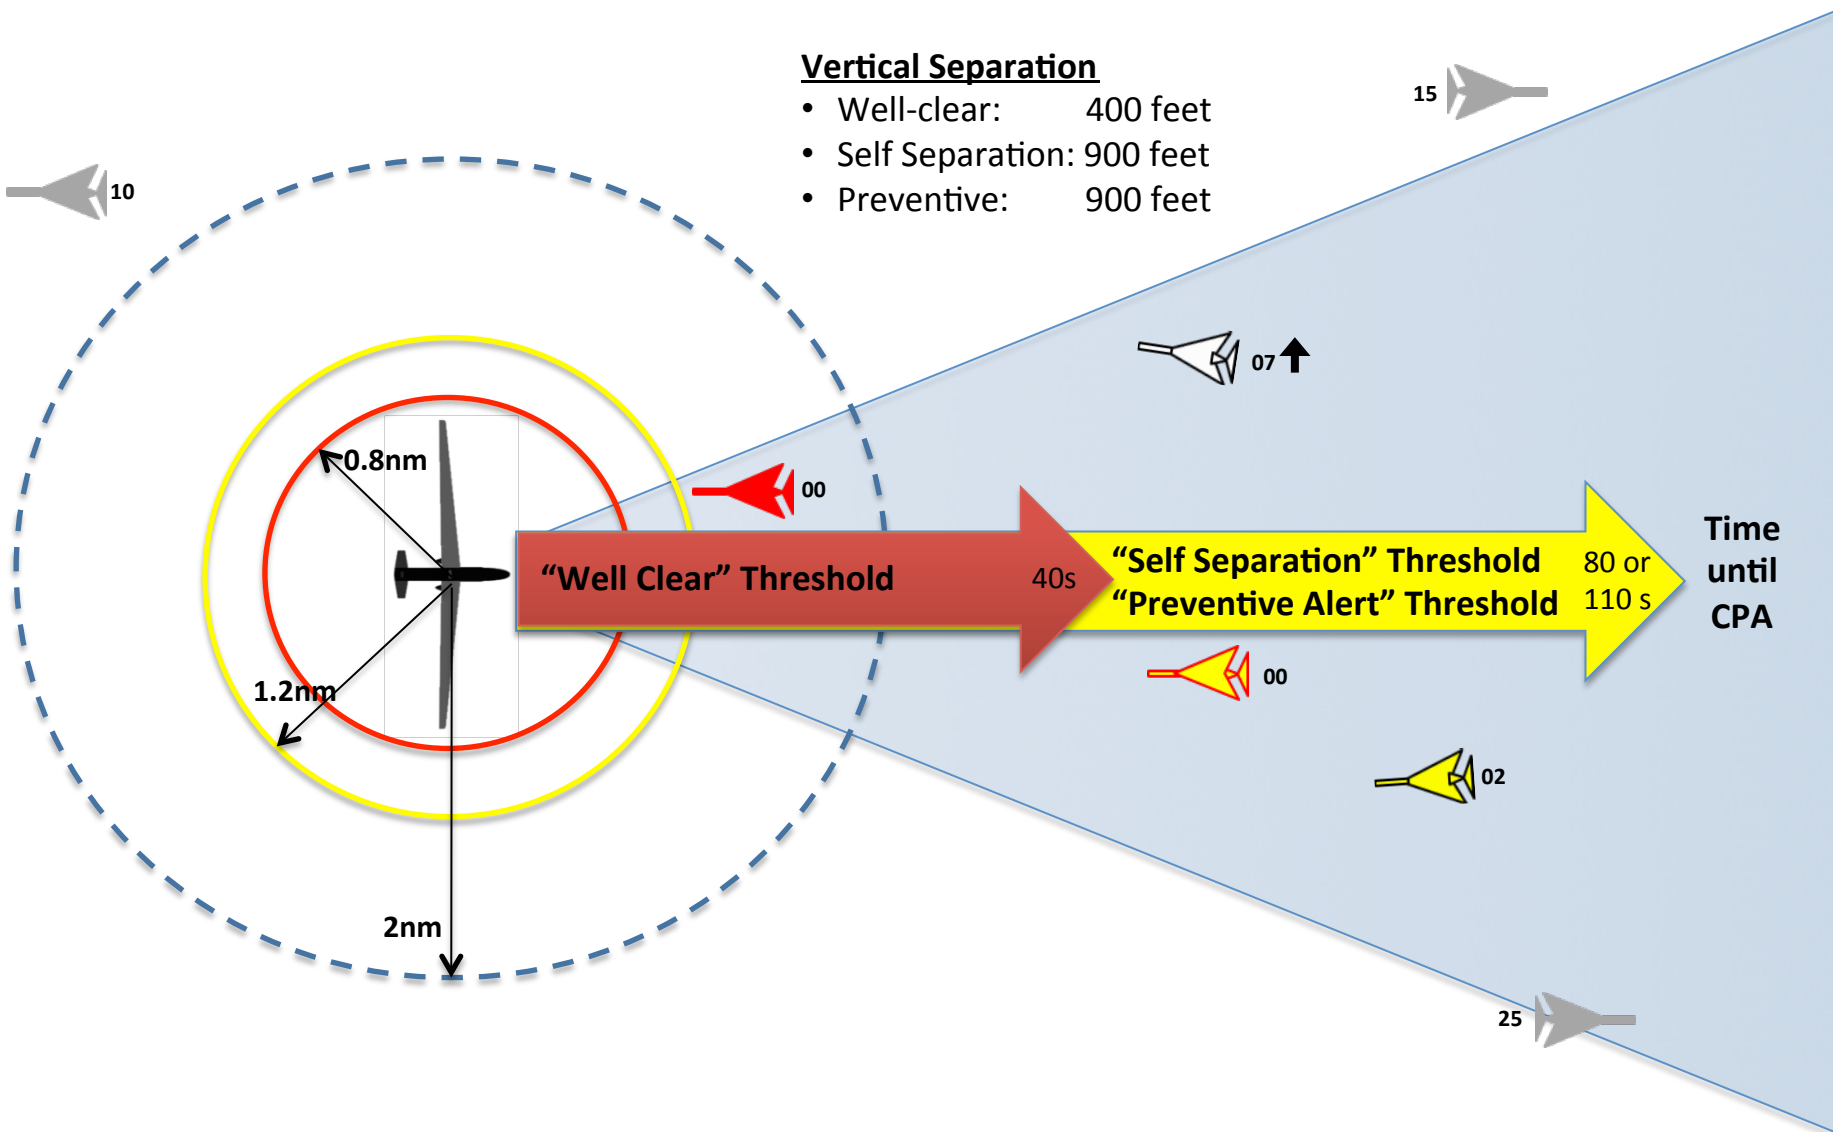 Vertical Separation
• Well-clear: 400 feet
• Self Separation: 900 feet
• Preventive: 900 feet
15
10
07
0.8nm
00
"Well Clear" Threshold
40s
“Self Separation” Threshold
“Preventive Alert” Threshold
80 or
110 s
Time
until
CPA
00
1.2nm
02
2nm
25